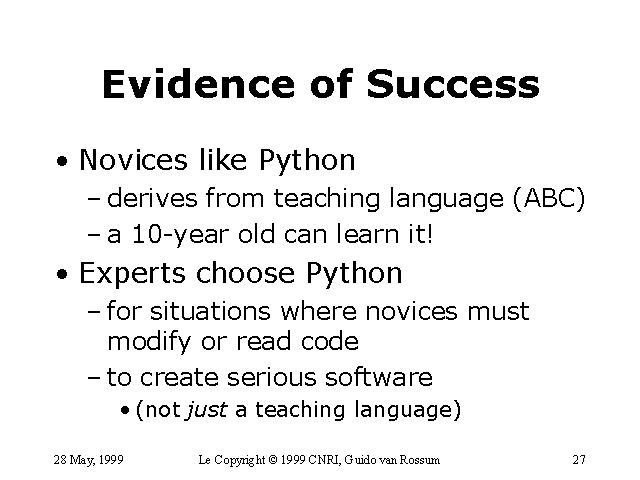 Evidence of Success
• Novices like Python
– derives from teaching language (ABC)
– a 10-year old can learn it!
• Experts choose Python
– for situations where novices must
modify or read code
– to create serious software
• (not just a teaching language)
28 May, 1999 Le Copyright © 1999 CNRI, Guido van Rossum 27